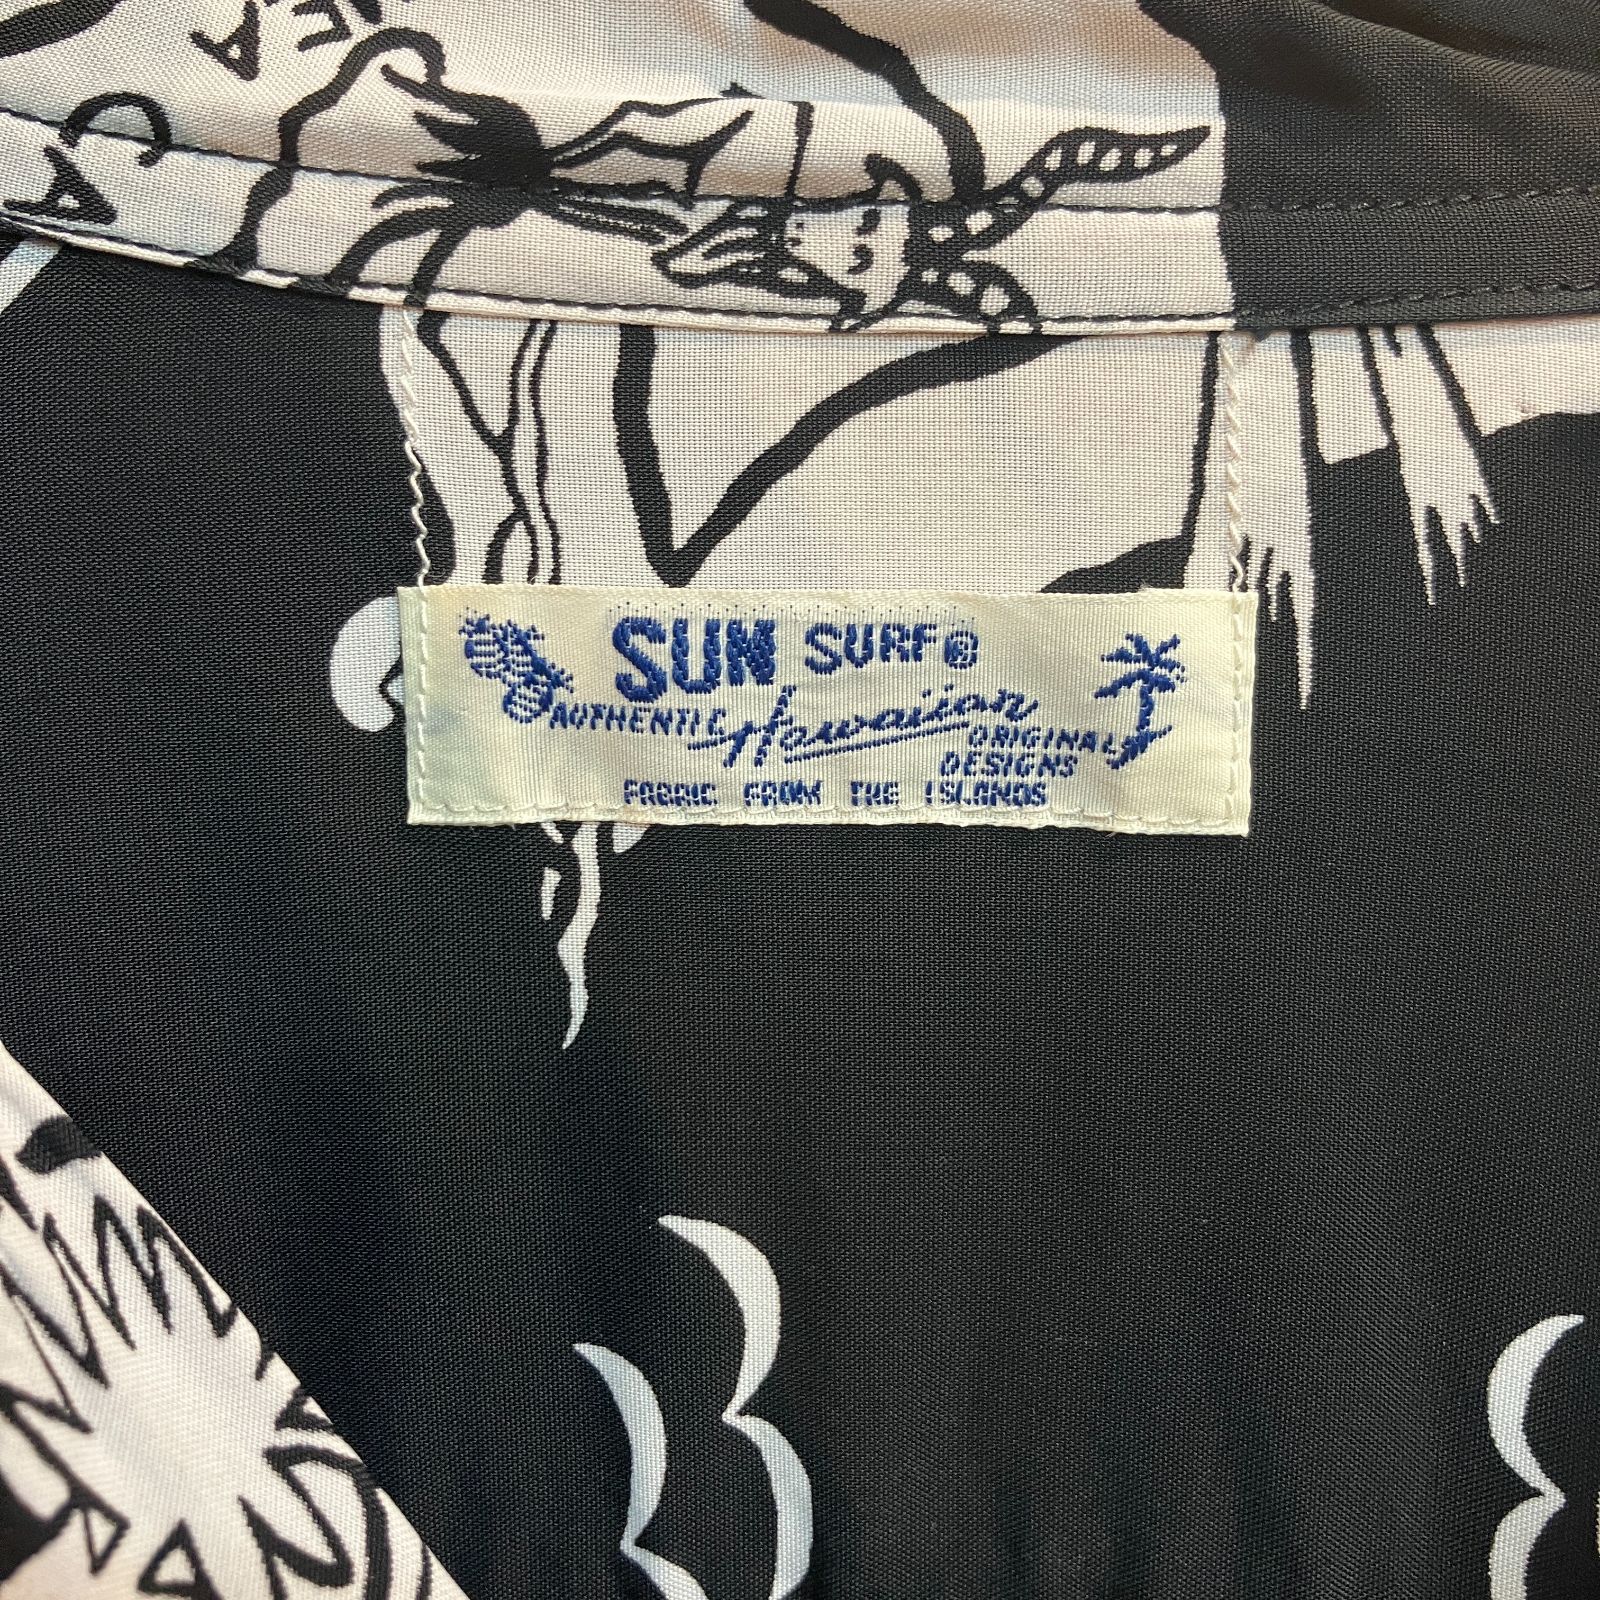 SUN SURF®
AUTHENTIC Hawaiian ORIGINAL
DESIGNS
FABRIC FROM THE ISLANDS